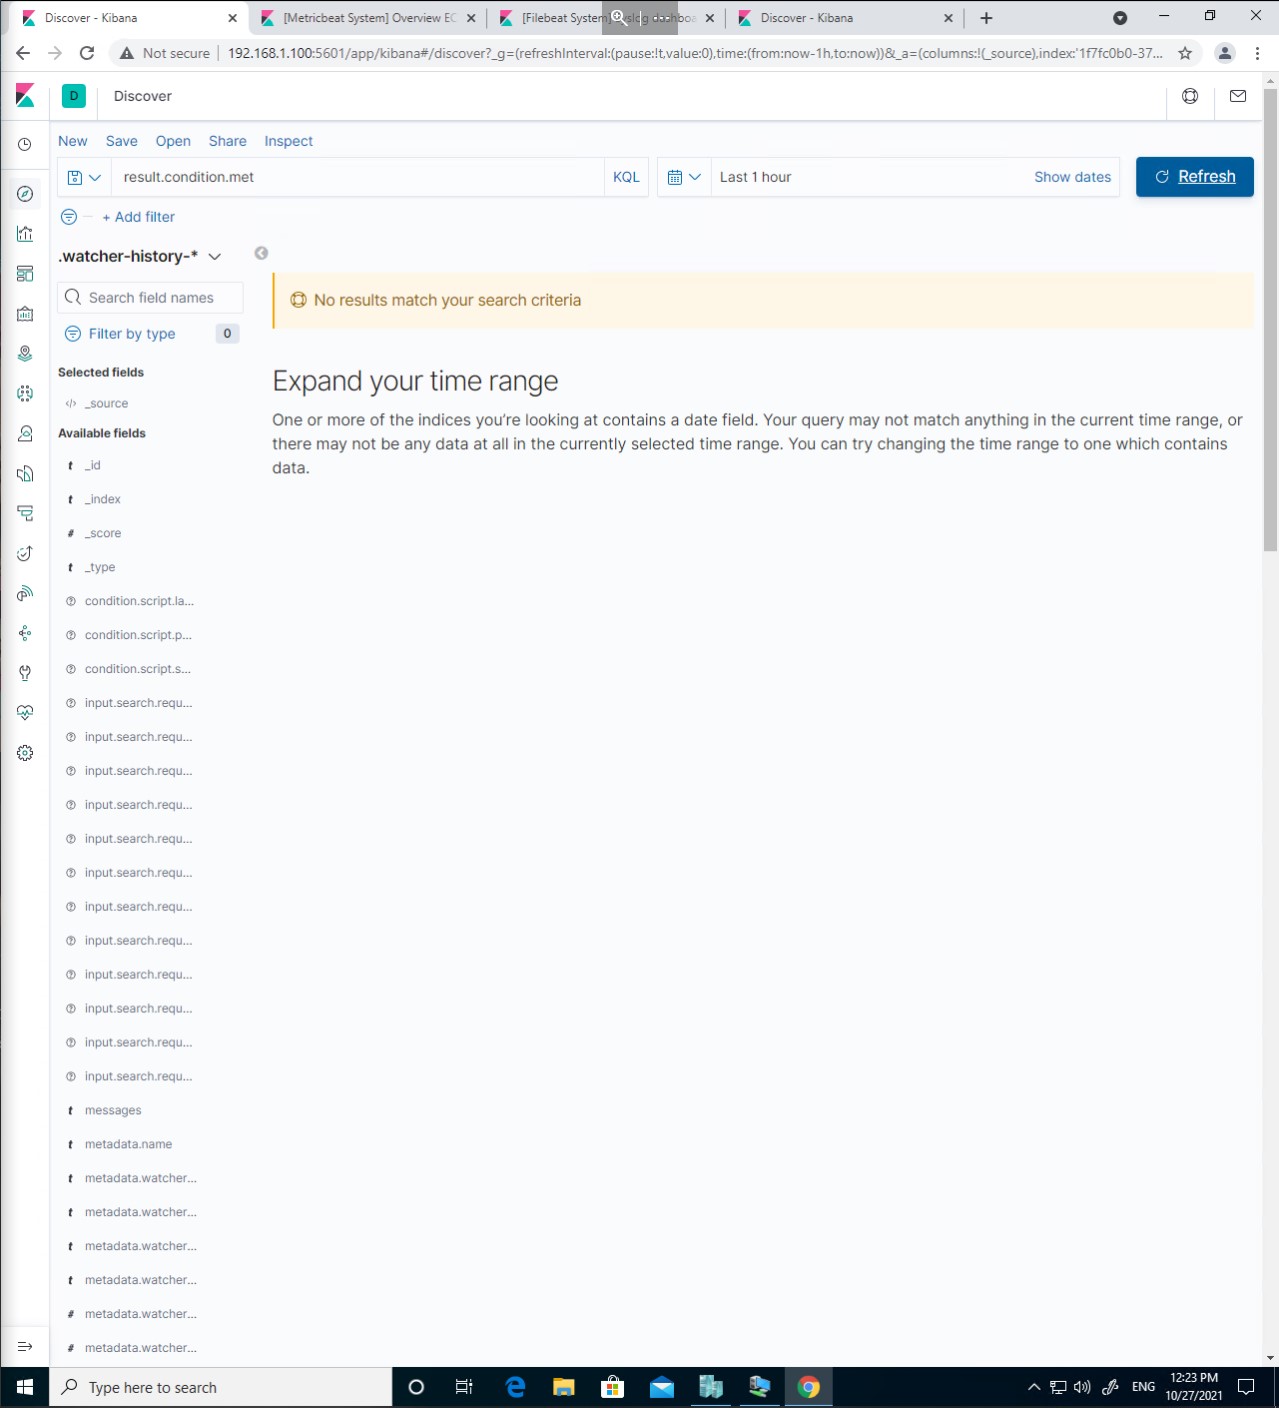 Discover - Kibana
[Metricbeat System] Overview EC
[Filebeat System]
Discover - Kibana
Not secure
192.168.1.100:5601/app/kibana#/discover?_g=(refreshInterval:(pause:!t,value:0),time:(from:now-1h,to:now))&_a=(columns:!(_source),index:'1f7fc0b0-37...
D
Discover
New Save Open Share Inspect
result.condition.met
KQL
Last 1 hour
Show dates
Refresh
+ Add filter
.watcher-history-*
Search field names
Filter by type 0
No results match your search criteria
Expand your time range
One or more of the indices you're looking at contains a date field. Your query may not match anything in the current time range, or
there may not be any data at all in the currently selected time range. You can try changing the time range to one which contains
data.
Selected fields
</> _source
Available fields
t _id
t _index
# _score
t _type
condition.script.la...
condition.script.p...
condition.script.s...
input.search.requ...
input.search.requ...
input.search.requ...
input.search.requ...
input.search.requ...
input.search.requ...
input.search.requ...
input.search.requ...
input.search.requ...
input.search.requ...
input.search.requ...
input.search.requ...
t messages
t metadata.name
t metadata.watcher...
t metadata.watcher...
t metadata.watcher...
t metadata.watcher...
# metadata.watcher...
# metadata.watcher...
Type here to search
ENG
12:23 PM
10/27/2021